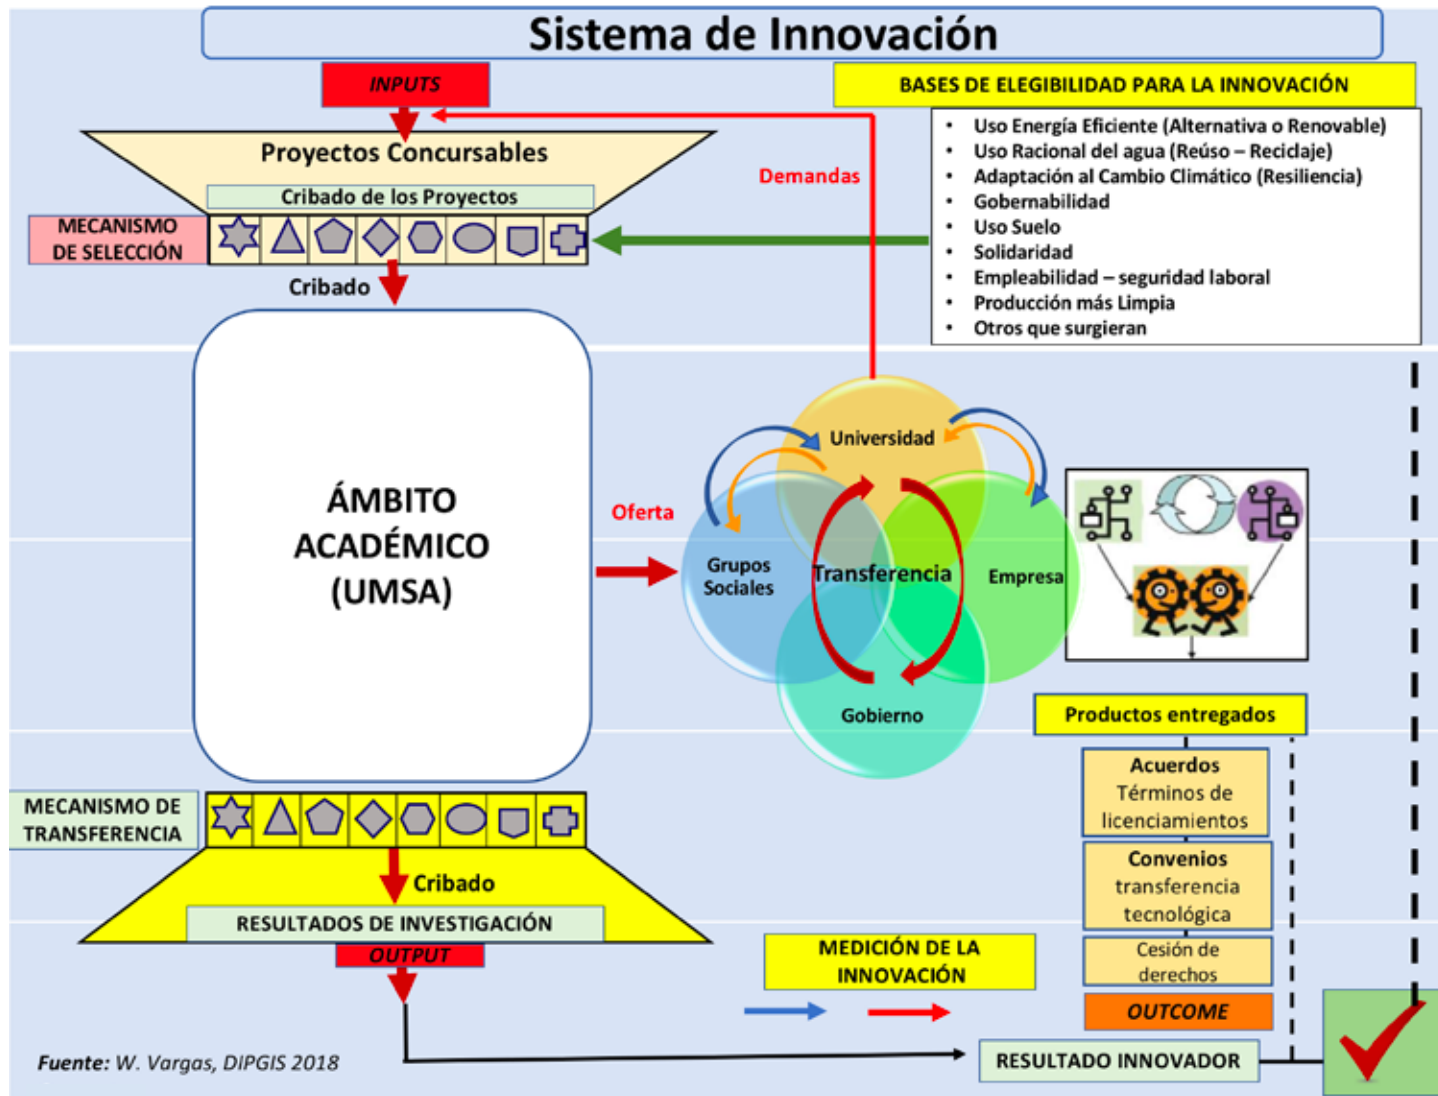 Sistema de Innovación
INPUTS
BASES DE ELEGIBILIDAD PARA LA INNOVACIÓN
Proyectos Concursables
Cribado de los Proyectos
MECANISMO
DE SELECCIÓN
Cribado
Demandas
• Uso Energía Eficiente (Alternativa o Renovable)
• Uso Racional del agua (Reúso – Reciclaje)
• Adaptación al Cambio Climático (Resiliencia)
• Gobernabilidad
• Uso Suelo
• Solidaridad
• Empleabilidad – seguridad laboral
• Producción más Limpia
• Otros que surgieran
ÁMBITO
ACADÉMICO
(UMSA)
Oferta
Universidad
Grupos
Sociales
Transferencia
Empresa
Gobierno
Productos entregados
Acuerdos
Términos de
licenciamientos
Convenios
transferencia
tecnológica
Cesión de
derechos
OUTCOME
MECANISMO DE
TRANSFERENCIA
Cribado
RESULTADOS DE INVESTIGACIÓN
OUTPUT
MEDICIÓN DE LA
INNOVACIÓN
RESULTADO INNOVADOR
Fuente: W. Vargas, DIPGIS 2018